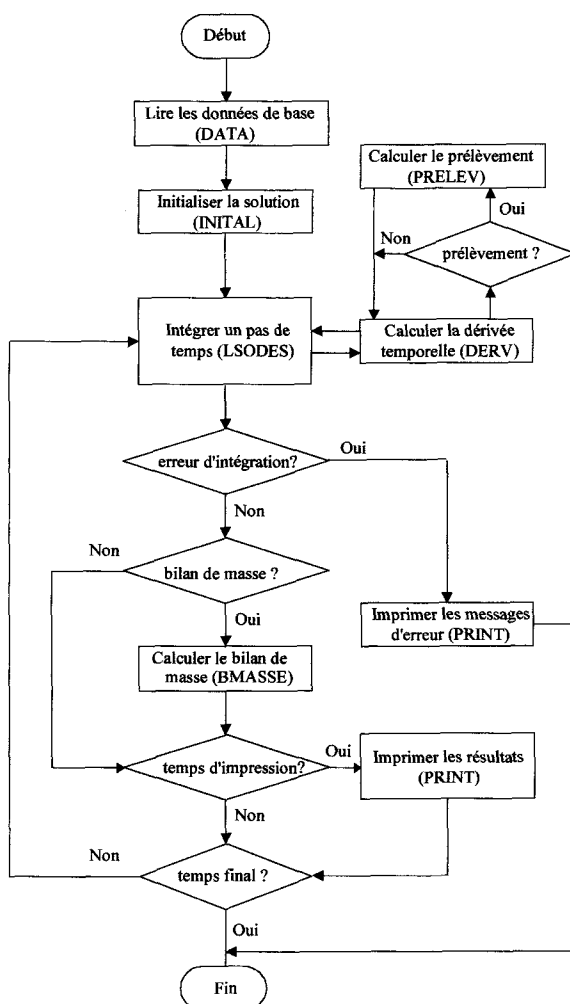 Début
Lire les données de base
(DATA)
Calculer le prélèvement
(PRELEV)
Initialiser la solution
(INITAL)
Oui
Non
prélèvement ?
Intégrer un pas de
temps (LSODES)
Calculer la dérivée
temporelle (DERV)
Oui
erreur d'intégration?
Non
Non
bilan de masse ?
Oui
Imprimer les messages
d'erreur (PRINT)
Calculer le bilan de
masse (BMASSE)
Oui
temps d'impression?
Imprimer les résultats
(PRINT)
Non
Non
temps final ?
Oui
Fin